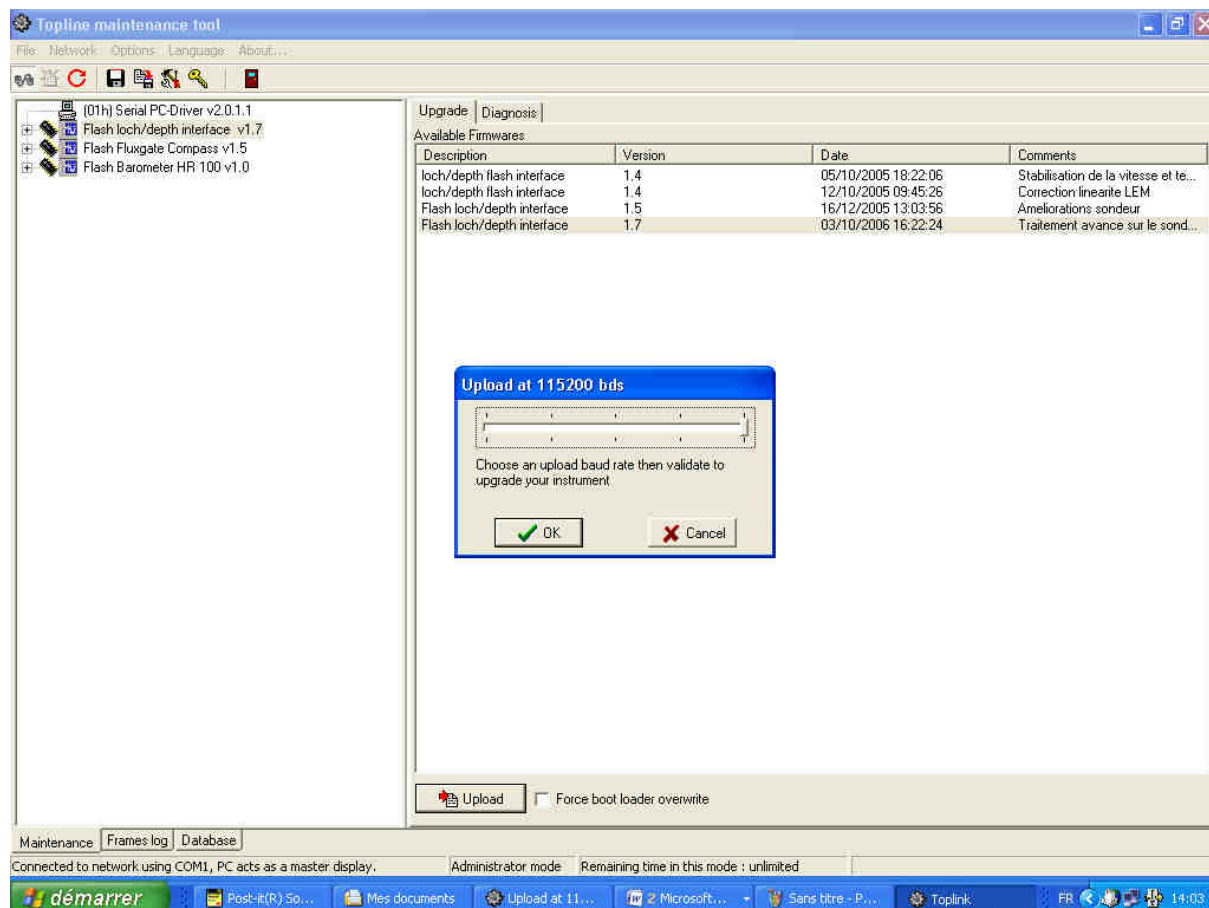 Topline maintenance tool
File Network Options Language About...
(01h) Serial PC-Driver v2.0.1.1
Flash loch/depth interface v1.7
Flash Fluxgate Compass v1.5
Flash Barometer HR 100 v1.0
Upgrade Diagnosis
Available Firmwares
Description Version Date Comments
loch/depth flash interface 1.4 05/10/2005 18:22:06 Stabilisation de la vitesse et te...
loch/depth flash interface 1.4 12/10/2005 09:45:26 Correction linearite LEM
Flash loch/depth interface 1.5 16/12/2005 13:03:56 Ameliorations sondeur
Flash loch/depth interface 1.7 03/10/2006 16:22:24 Traitement avance sur le sond...
Upload at 115200 bds
Choose an upload baud rate then validate to
upgrade your instrument
OK Cancel
Upload Force boot loader overwrite
Maintenance Frames log Database
Connected to network using COM1, PC acts as a master display. Administrator mode Remaining time in this mode : unlimited
démarrer Post-it(R) So... Mes documents Upload at 11... 2 Microsoft... Sans titre - P... Toplink FR 14:03